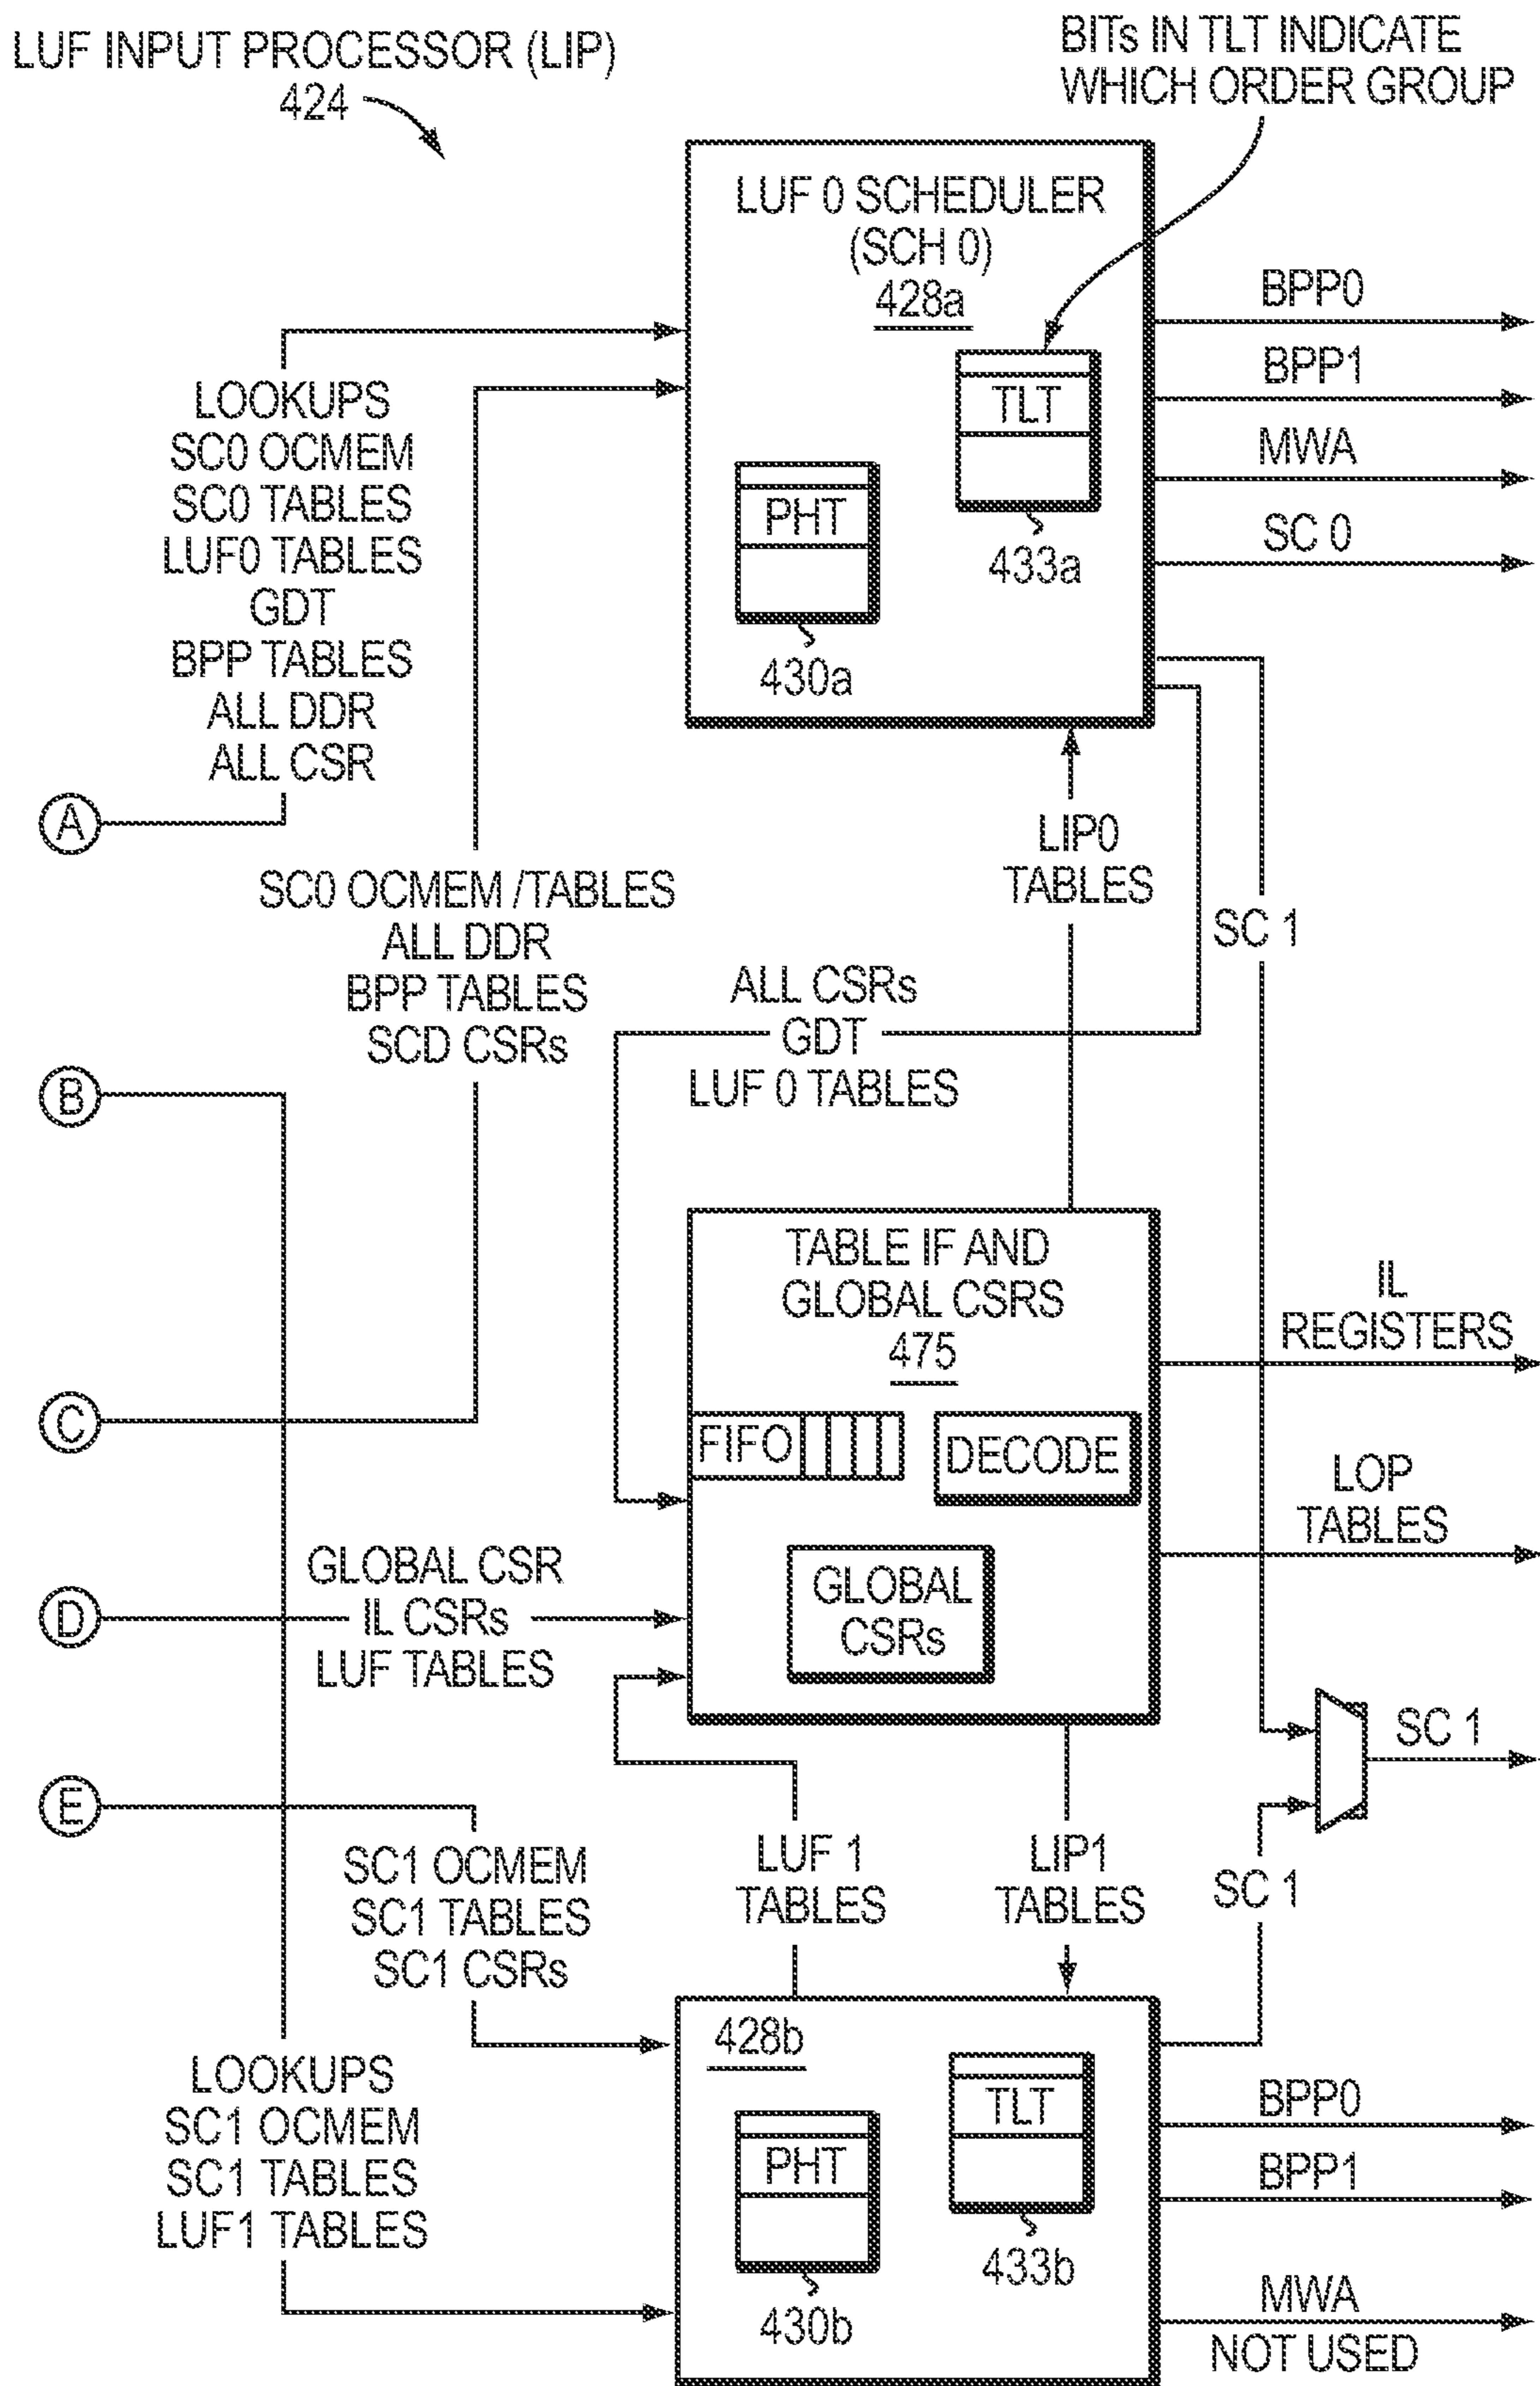 LUF INPUT PROCESSOR (LIP)
424
BITs IN TLT INDICATE
WHICH ORDER GROUP
LUF 0 SCHEDULER
(SCH 0)
428a
TLT
433a
PHT
430a
BPP0
BPP1
MWA
SC 0
LOOKUPS
SC0 OCMEM
SC0 TABLES
LUF0 TABLES
GDT
BPP TABLES
ALL DDR
ALL CSR
A
SC0 OCMEM /TABLES
ALL DDR
BPP TABLES
SCD CSRs
LIP0
TABLES
SC 1
ALL CSRs
GDT
LUF 0 TABLES
B
TABLE IF AND
GLOBAL CSRS
475
FIFO
DECODE
GLOBAL
CSRs
IL
REGISTERS
LOP
TABLES
C
D
GLOBAL CSR
IL CSRs
LUF TABLES
SC 1
E
SC1 OCMEM
SC1 TABLES
SC1 CSRs
LUF 1
TABLES
LIP1
TABLES
SC 1
LOOKUPS
SC1 OCMEM
SC1 TABLES
LUF1 TABLES
428b
TLT
433b
PHT
430b
BPP0
BPP1
MWA
NOT USED